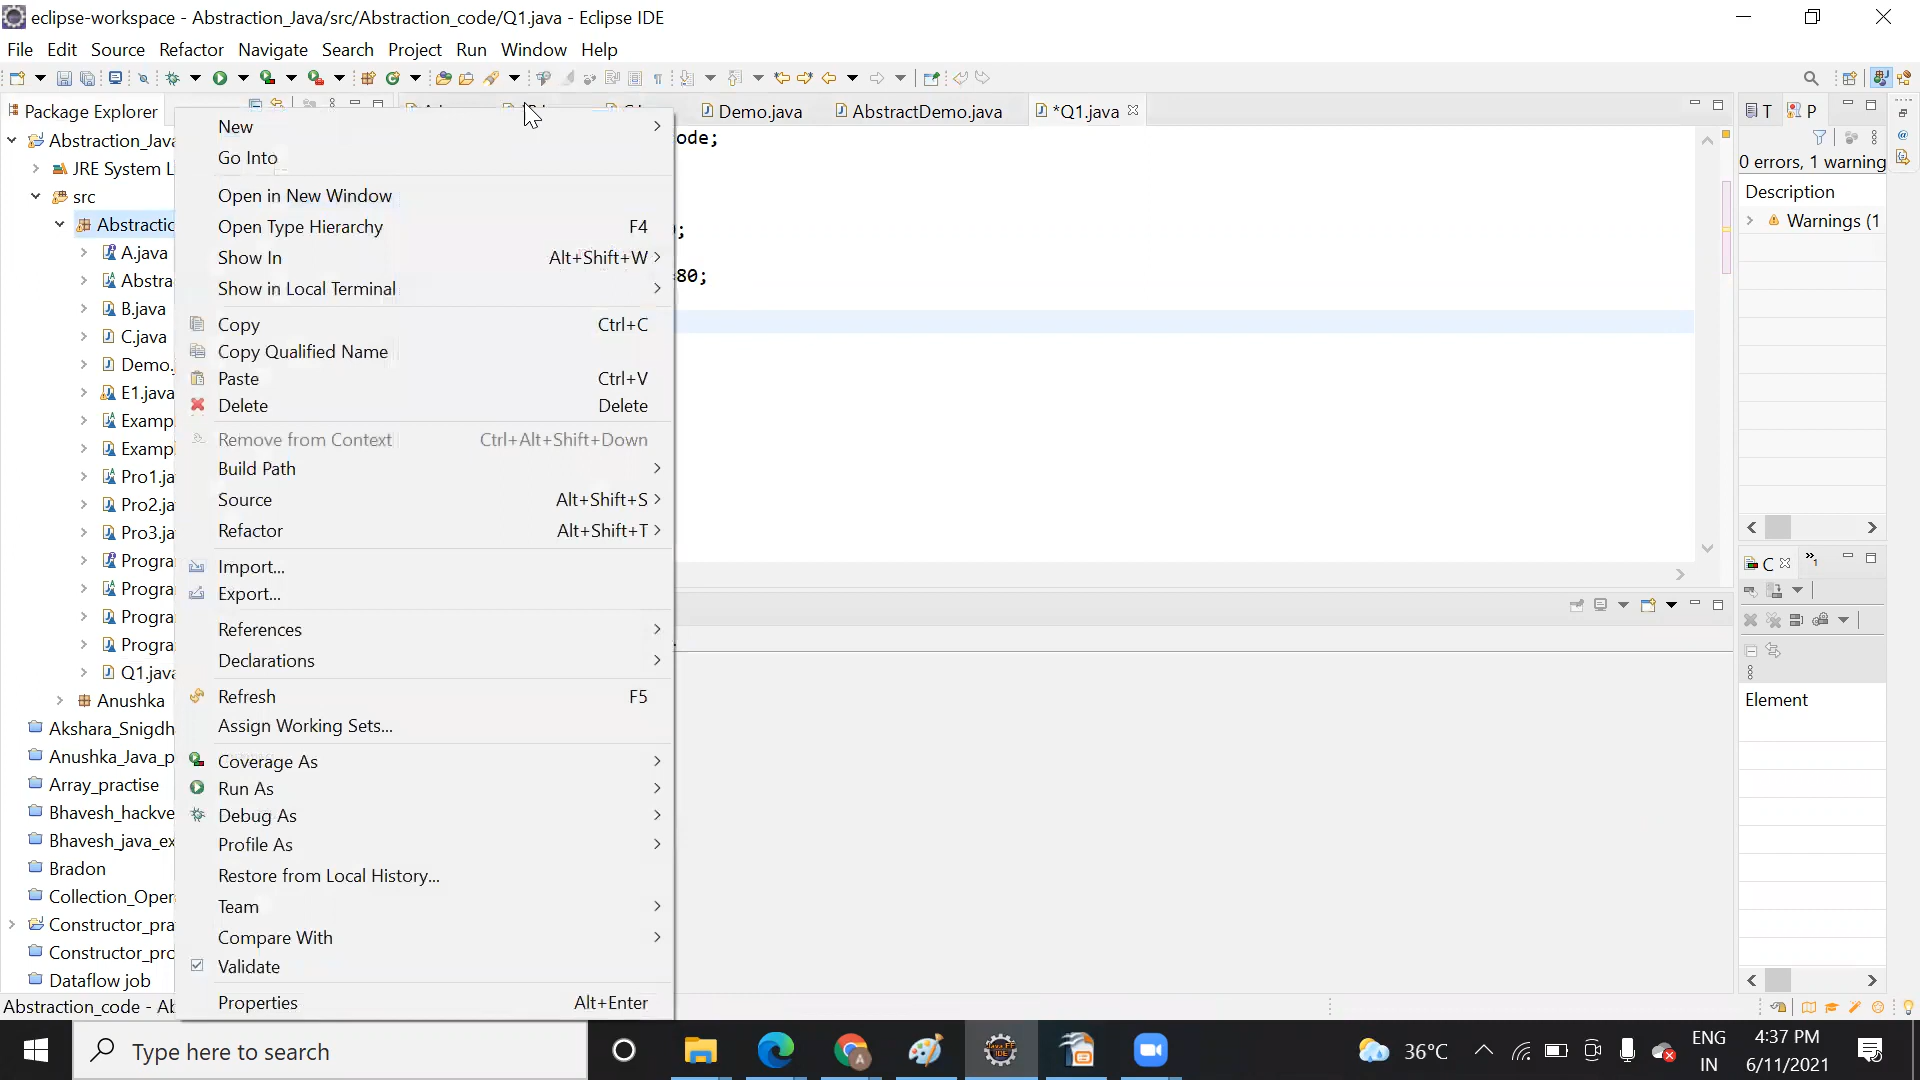 eclipse-workspace - Abstraction_Java/src/Abstraction_code/Q1.java - Eclipse IDE
File Edit Source Refactor Navigate Search Project Run Window Help
Package Explorer
Demo.java
AbstractDemo.java
*Q1.java
T
P
Abstraction_Java
JRE System L
src
Abstractic
A.java
Abstra
B.java
C.java
Demo.
E1.java
Examp
Examp
Pro1.ja
Pro2.ja
Pro3.ja
Progra
Progra
Progra
Progra
Q1.java
Anushka
Akshara_Snigdh
Anushka_Java_p
Array_practise
Bhavesh_hackve
Bhavesh_java_ex
Bradon
Collection_Oper
Constructor_pra
Constructor_pro
Dataflow job
New
Go Into
Open in New Window
Open Type Hierarchy F4
Show In Alt+Shift+W
Show in Local Terminal
Copy Ctrl+C
Copy Qualified Name
Paste Ctrl+V
Delete Delete
Remove from Context Ctrl+Alt+Shift+Down
Build Path
Source Alt+Shift+S
Refactor Alt+Shift+T
Import...
Export...
References
Declarations
Refresh F5
Assign Working Sets...
Coverage As
Run As
Debug As
Profile As
Restore from Local History...
Team
Compare With
Validate
Properties Alt+Enter
ode;
;
80;
0 errors, 1 warning
Description
Warnings (1
C
Element
Abstraction_code - Ab
Type here to search
36°C
ENG
IN
4:37 PM
6/11/2021